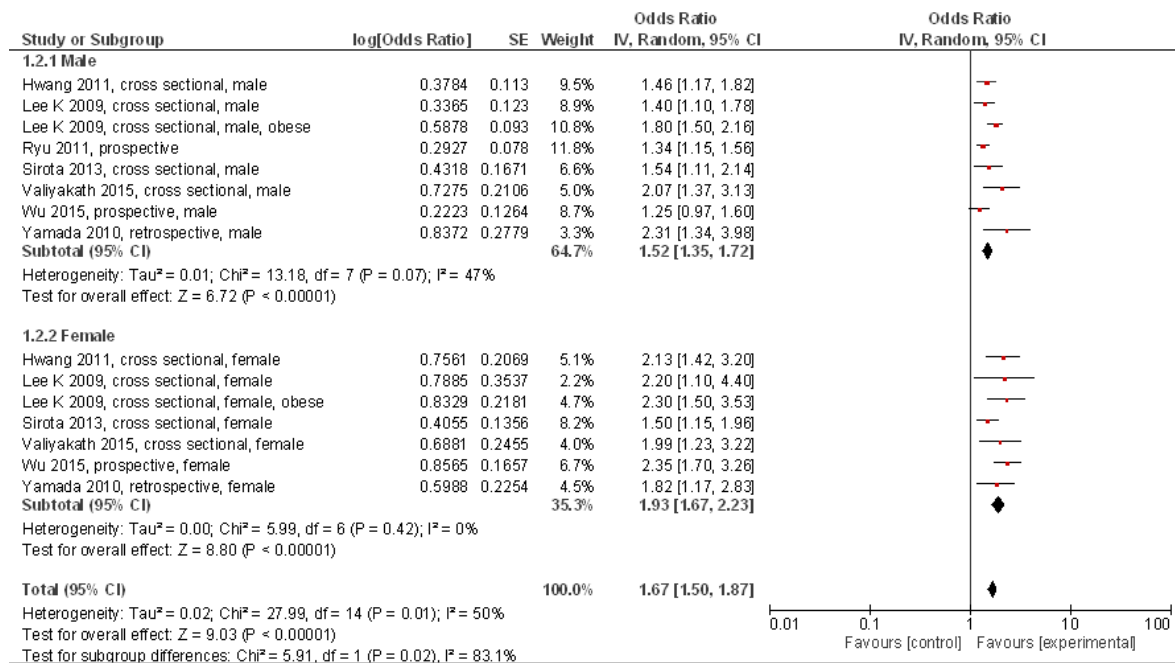 Odds Ratio Odds Ratio
Study or Subgroup log[Odds Ratio] SE Weight IV, Random, 95% CI IV, Random, 95% CI
1.2.1 Male
Hwang 2011, cross sectional, male 0.3784 0.113 9.5% 1.46 [1.17, 1.82]
Lee K 2009, cross sectional, male 0.3365 0.123 8.9% 1.40 [1.10, 1.78]
Lee K 2009, cross sectional, male, obese 0.5878 0.093 10.8% 1.80 [1.50, 2.16]
Ryu 2011, prospective 0.2927 0.078 11.8% 1.34 [1.15, 1.56]
Sirota 2013, cross sectional, male 0.4318 0.1671 6.6% 1.54 [1.11, 2.14]
Valiyakath 2015, cross sectional, male 0.7275 0.2106 5.0% 2.07 [1.37, 3.13]
Wu 2015, prospective, male 0.2223 0.1264 8.7% 1.25 [0.97, 1.60]
Yamada 2010, retrospective, male 0.8372 0.2779 3.3% 2.31 [1.34, 3.98]
Subtotal (95% CI) 64.7% 1.52 [1.35, 1.72]
Heterogeneity: Tau² = 0.01; Chi² = 13.18, df = 7 (P = 0.07); I² = 47%
Test for overall effect: Z = 6.72 (P < 0.00001)
1.2.2 Female
Hwang 2011, cross sectional, female 0.7561 0.2069 5.1% 2.13 [1.42, 3.20]
Lee K 2009, cross sectional, female 0.7885 0.3537 2.2% 2.20 [1.10, 4.40]
Lee K 2009, cross sectional, female, obese 0.8329 0.2181 4.7% 2.30 [1.50, 3.53]
Sirota 2013, cross sectional, female 0.4055 0.1356 8.2% 1.50 [1.15, 1.96]
Valiyakath 2015, cross sectional, female 0.6881 0.2455 4.0% 1.99 [1.23, 3.22]
Wu 2015, prospective, female 0.8565 0.1657 6.7% 2.35 [1.70, 3.26]
Yamada 2010, retrospective, female 0.5988 0.2254 4.5% 1.82 [1.17, 2.83]
Subtotal (95% CI) 35.3% 1.93 [1.67, 2.23]
Heterogeneity: Tau² = 0.00; Chi² = 5.99, df = 6 (P = 0.42); I² = 0%
Test for overall effect: Z = 8.80 (P < 0.00001)
Total (95% CI) 100.0% 1.67 [1.50, 1.87]
Heterogeneity: Tau² = 0.02; Chi² = 27.99, df = 14 (P = 0.01); I² = 50%
Test for overall effect: Z = 9.03 (P < 0.00001)
Test for subgroup differences: Chi² = 5.91, df = 1 (P = 0.02), I² = 83.1%
0.01 0.1 1 10 100
Favours [control] Favours [experimental]